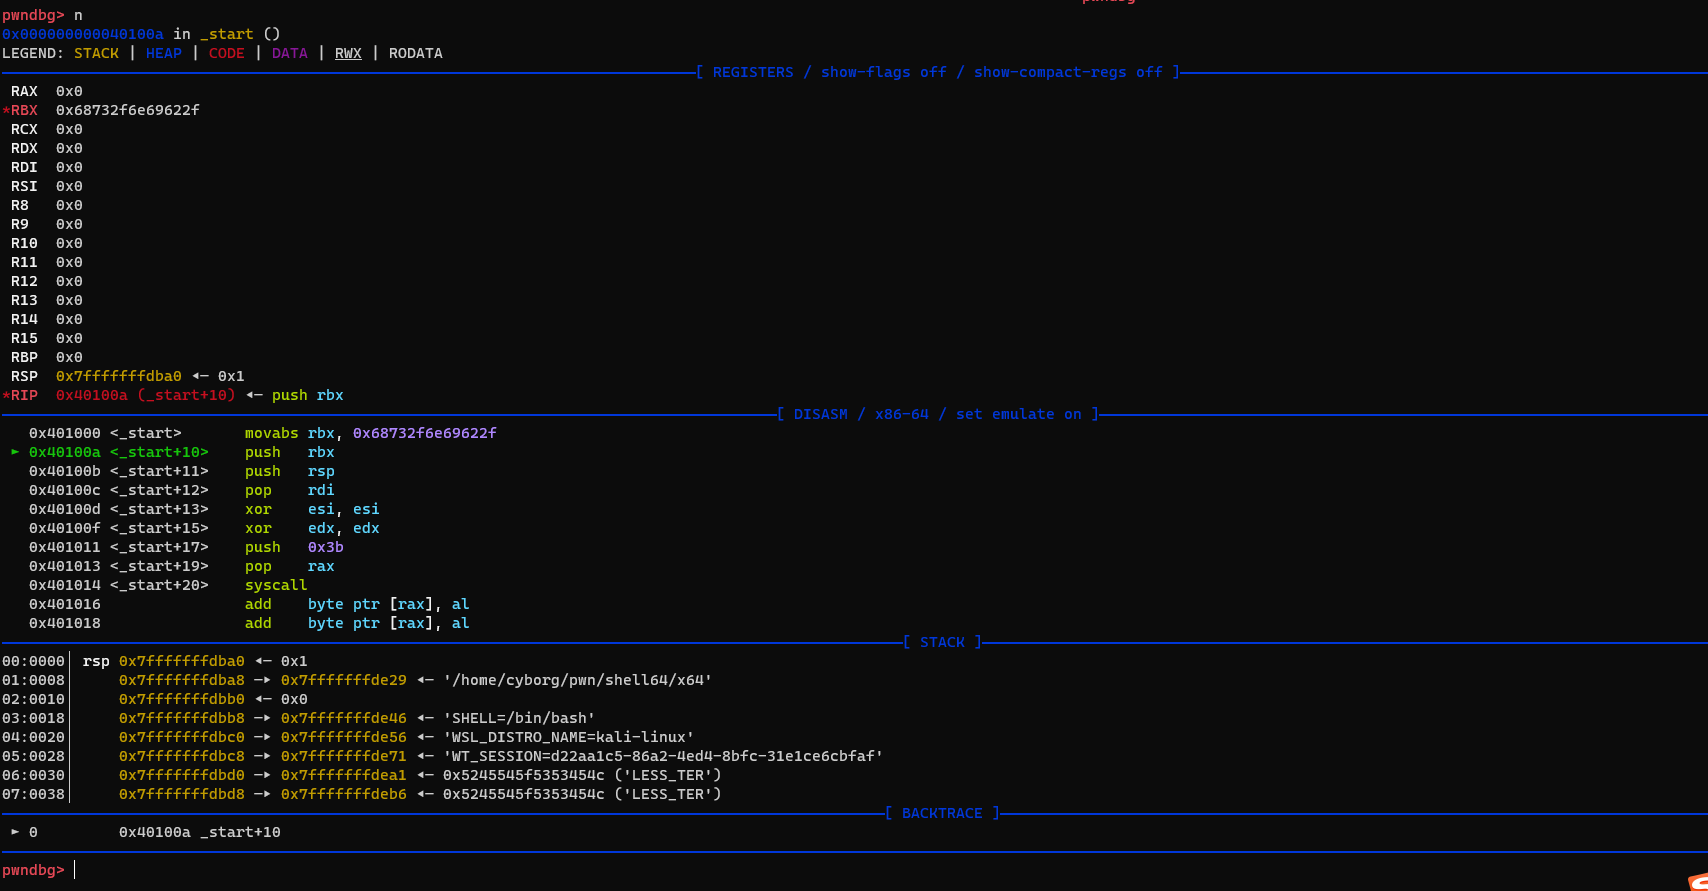 pwndbg> n
0x000000000040100a in _start ()
LEGEND: STACK | HEAP | CODE | DATA | RWX | RODATA
[ REGISTERS / show-flags off / show-compact-regs off ]
RAX 0x0
*RBX 0x68732f6e69622f
RCX 0x0
RDX 0x0
RDI 0x0
RSI 0x0
R8 0x0
R9 0x0
R10 0x0
R11 0x0
R12 0x0
R13 0x0
R14 0x0
R15 0x0
RBP 0x0
RSP 0x7fffffffdba0 ◂— 0x1
*RIP 0x40100a (_start+10) ◂— push rbx
[ DISASM / x86-64 / set emulate on ]
0x401000 <_start> movabs rbx, 0x68732f6e69622f
► 0x40100a <_start+10> push rbx
0x40100b <_start+11> push rsp
0x40100c <_start+12> pop rdi
0x40100d <_start+13> xor esi, esi
0x40100f <_start+15> xor edx, edx
0x401011 <_start+17> push 0x3b
0x401013 <_start+19> pop rax
0x401014 <_start+20> syscall
0x401016 add byte ptr [rax], al
0x401018 add byte ptr [rax], al
[ STACK ]
00:0000│ rsp 0x7fffffffdba0 ◂— 0x1
01:0008│ 0x7fffffffdba8 —▸ 0x7fffffffde29 ◂— '/home/cyborg/pwn/shell64/x64'
02:0010│ 0x7fffffffdbb0 ◂— 0x0
03:0018│ 0x7fffffffdbb8 —▸ 0x7fffffffde46 ◂— 'SHELL=/bin/bash'
04:0020│ 0x7fffffffdbc0 —▸ 0x7fffffffde56 ◂— 'WSL_DISTRO_NAME=kali-linux'
05:0028│ 0x7fffffffdbc8 —▸ 0x7fffffffde71 ◂— 'WT_SESSION=d22aa1c5-86a2-4ed4-8bfc-31e1ce6cbfaf'
06:0030│ 0x7fffffffdbd0 —▸ 0x7fffffffdea1 ◂— 0x5245545f5353454c ('LESS_TER')
07:0038│ 0x7fffffffdbd8 —▸ 0x7fffffffdeb6 ◂— 0x5245545f5353454c ('LESS_TER')
[ BACKTRACE ]
► 0 0x40100a _start+10
pwndbg>